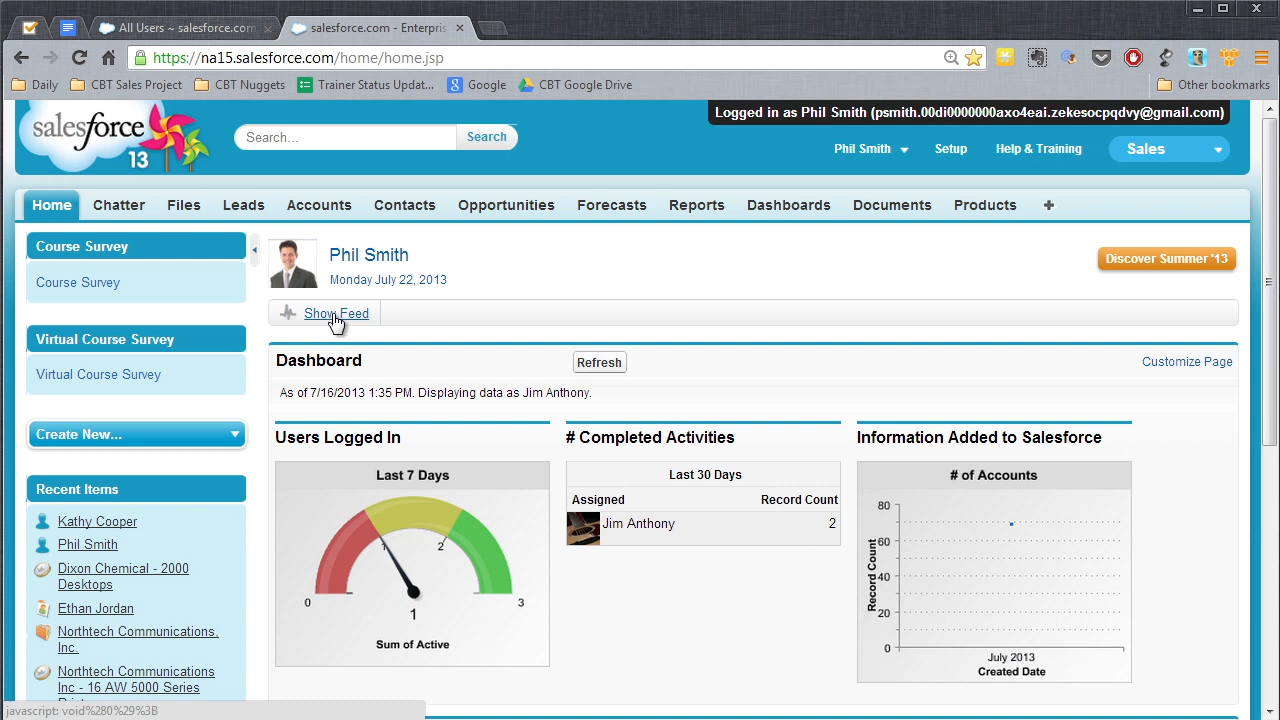 All Users ~ salesforce.com
salesforce.com - Enterpris
https://na15.salesforce.com/home/home.jsp
Daily
CBT Sales Project
CBT Nuggets
Trainer Status Updat...
Google
CBT Google Drive
Other bookmarks
salesforce
13
Search...
Search
Logged in as Phil Smith (psmith.00di0000000axo4eai.zekesocpqdvy@gmail.com)
Phil Smith
Setup
Help & Training
Sales
Home
Chatter
Files
Leads
Accounts
Contacts
Opportunities
Forecasts
Reports
Dashboards
Documents
Products
Course Survey
Course Survey
Virtual Course Survey
Virtual Course Survey
Create New...
Recent Items
Kathy Cooper
Phil Smith
Dixon Chemical - 2000
Desktops
Ethan Jordan
Northtech Communications,
Inc.
Northtech Communications
Inc - 16 AW 5000 Series
Phil Smith
Monday July 22, 2013
Discover Summer '13
Show Feed
Dashboard
Refresh
Customize Page
As of 7/16/2013 1:35 PM. Displaying data as Jim Anthony.
Users Logged In
Last 7 Days
1
2
0
3
1
Sum of Active
# Completed Activities
Last 30 Days
Assigned
Record Count
Jim Anthony
2
Information Added to Salesforce
# of Accounts
Record Count
80
60
40
20
0
July 2013
Created Date
javascript: void%280%29%3B